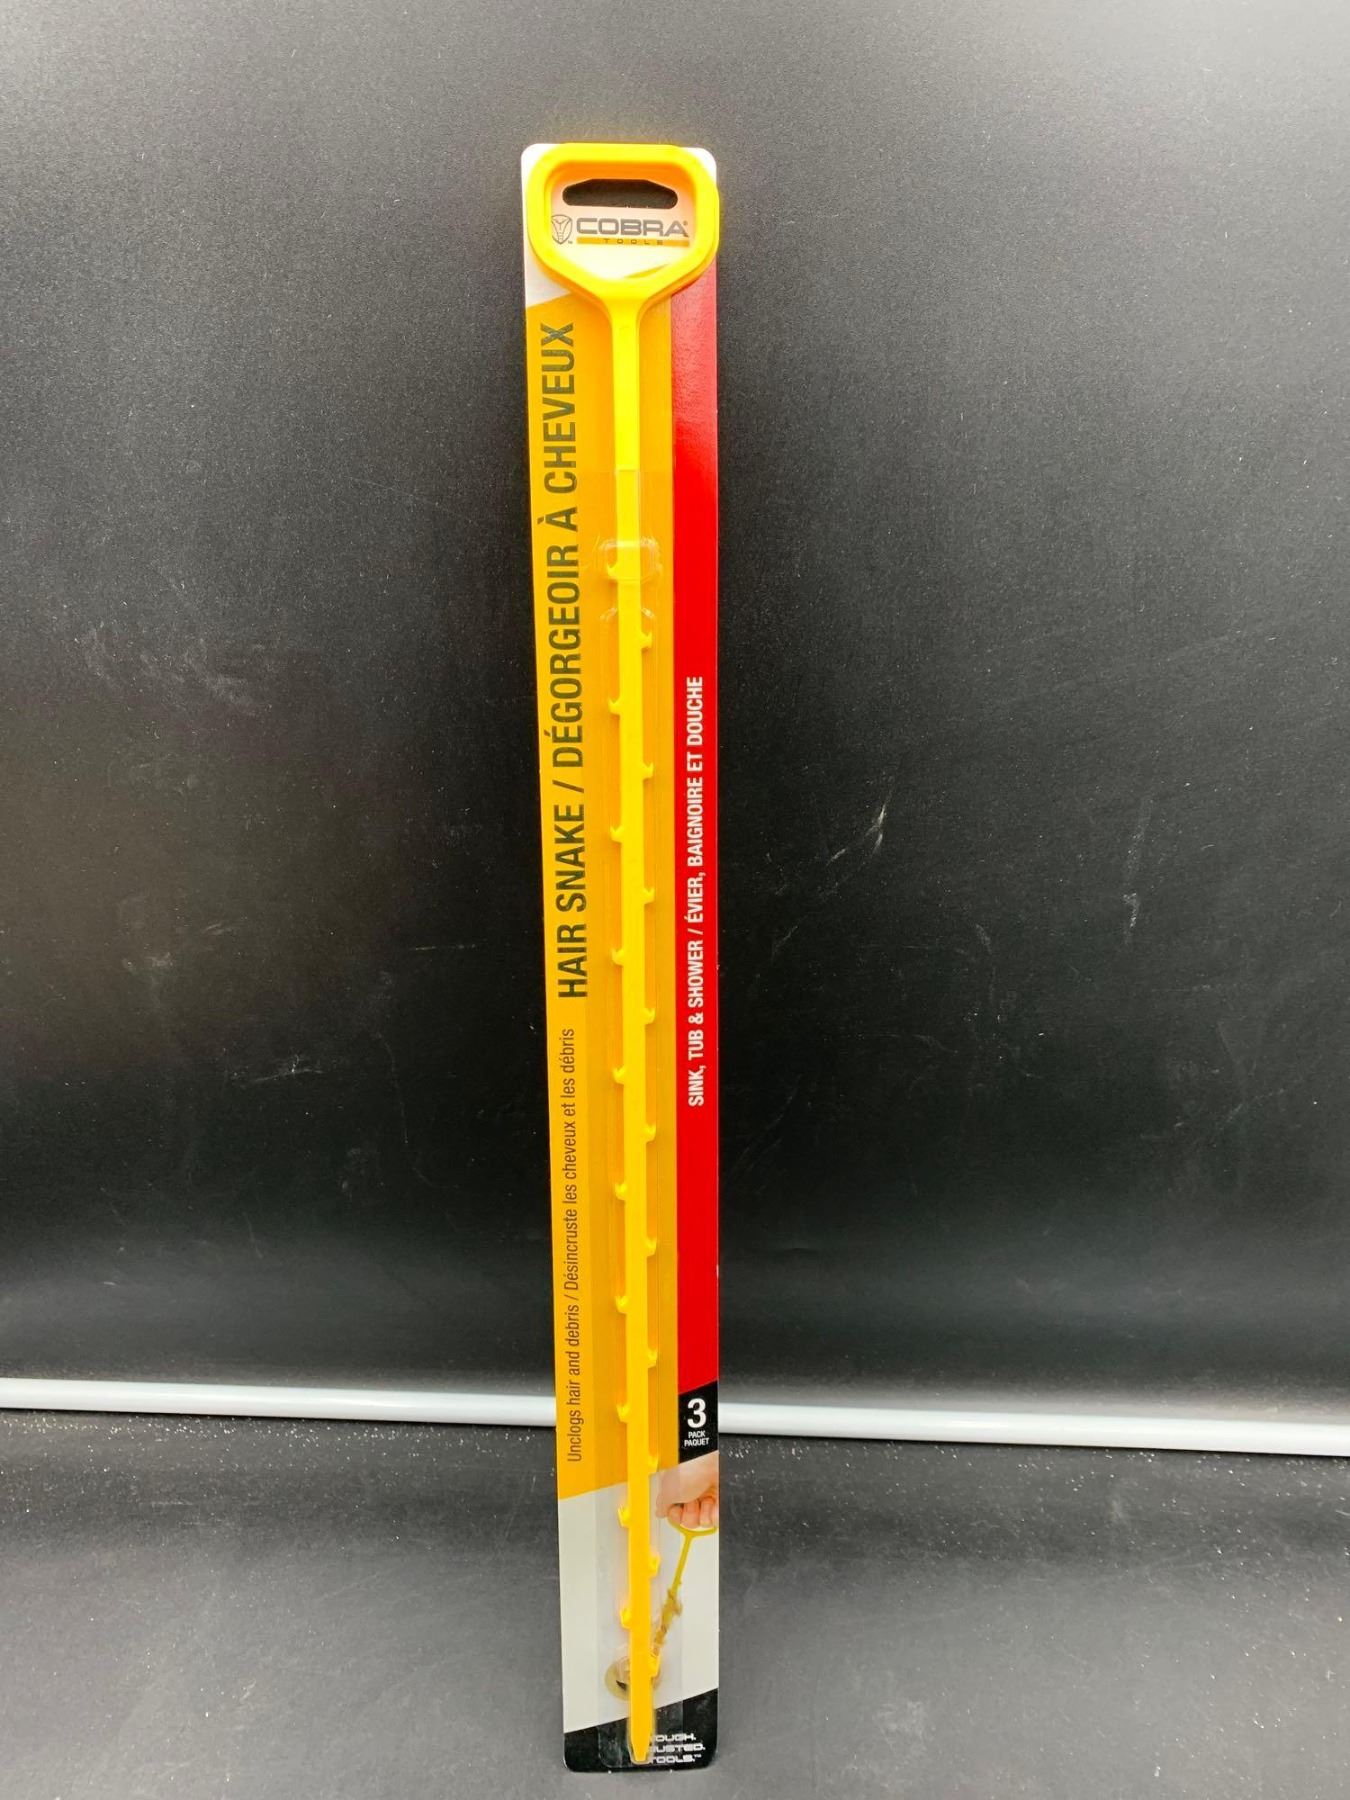 COBRA®
TOOLS
HAIR SNAKE / DÉGORGEOIR À CHEVEUX
Unclogs hair and debris / Désincruste les cheveux et les débris
SINK, TUB & SHOWER / ÉVIER, BAIGNOIRE ET DOUCHE
3
PACK
PAQUET
TOOLS.™